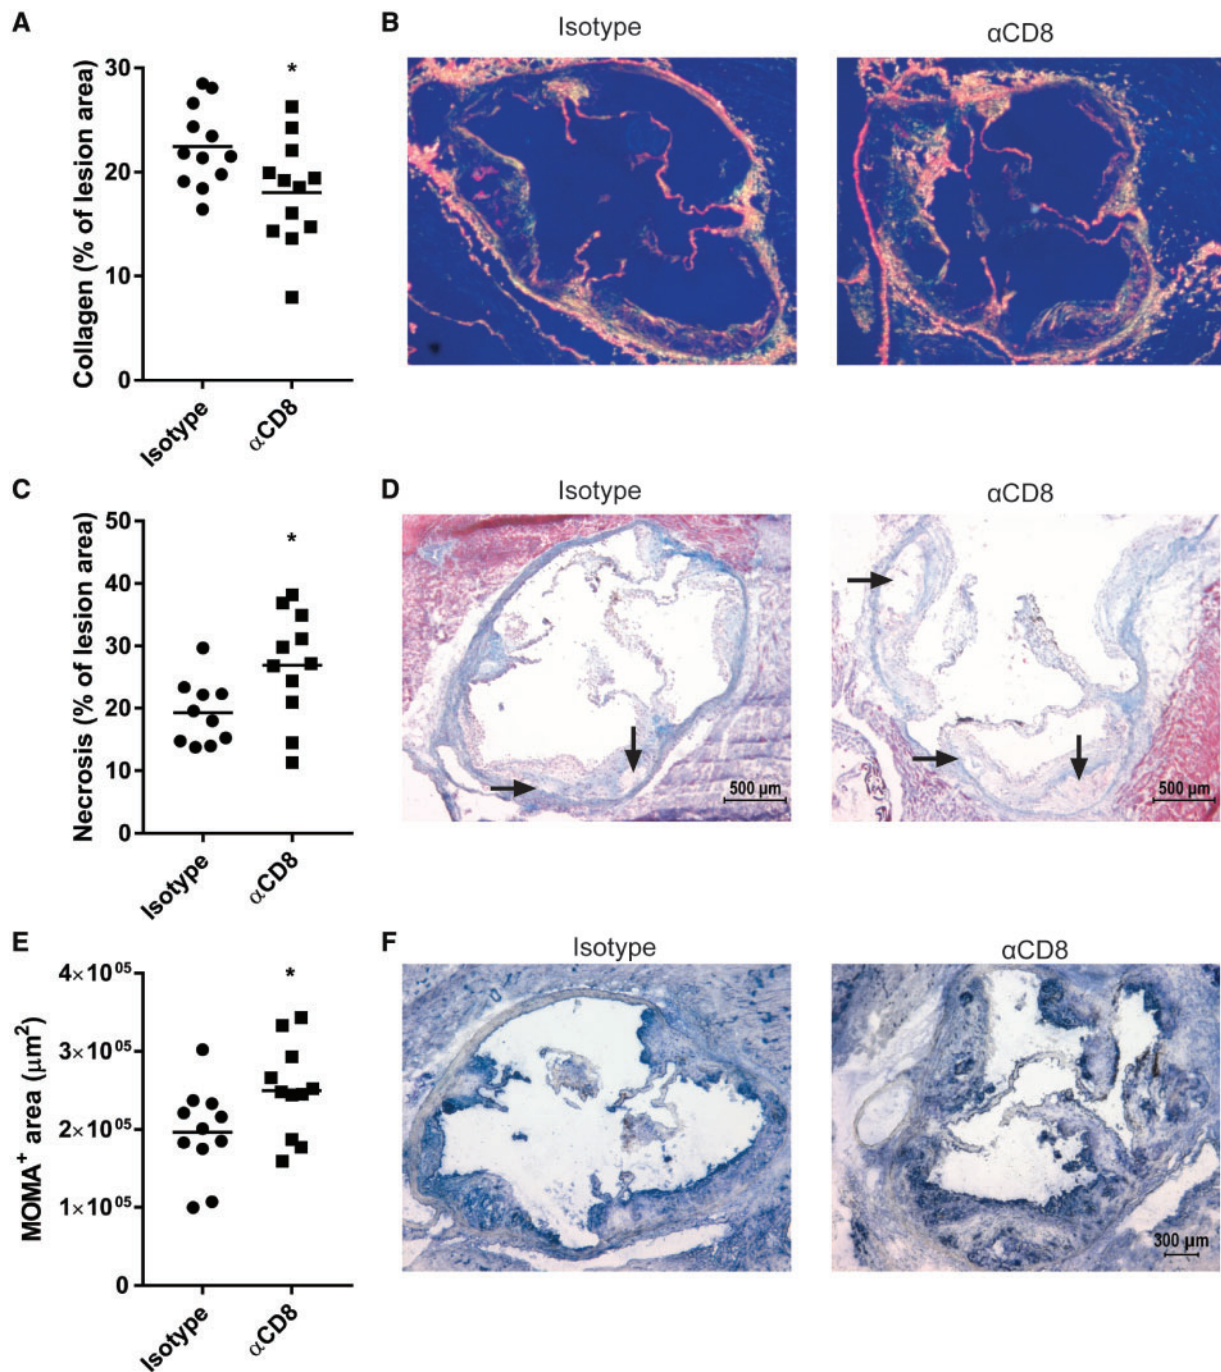 A
B
Isotype
αCD8
*
30
20
10
0
Collagen (% of lesion area)
Isotype
αCD8
C
D
Isotype
αCD8
*
50
40
30
20
10
0
Necrosis (% of lesion area)
Isotype
αCD8
500 µm
500 µm
E
F
Isotype
αCD8
*
4×10⁰⁵
3×10⁰⁵
2×10⁰⁵
1×10⁰⁵
0
MOMA⁺ area (µm²)
Isotype
αCD8
300 µm